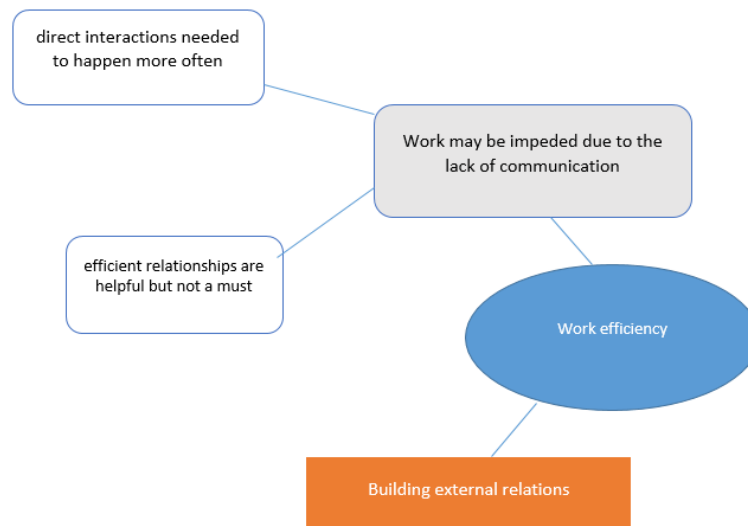 direct interactions needed
to happen more often
Work may be impeded due to the
lack of communication
efficient relationships are
helpful but not a must
Work efficiency
Building external relations